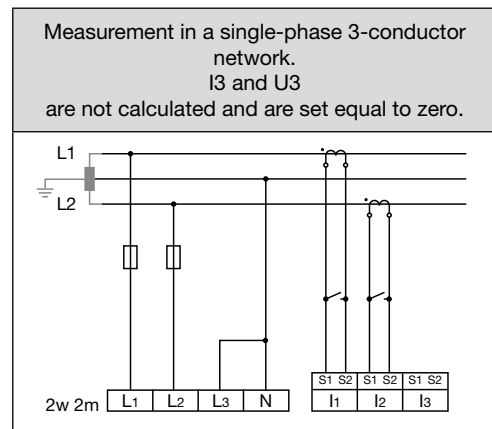 Measurement in a single-phase 3-conductor
network.
I3 and U3
are not calculated and are set equal to zero.
L1
L2
S1 S2 S1 S2 S1 S2
2w 2m L1 L2 L3 N I1 I2 I3